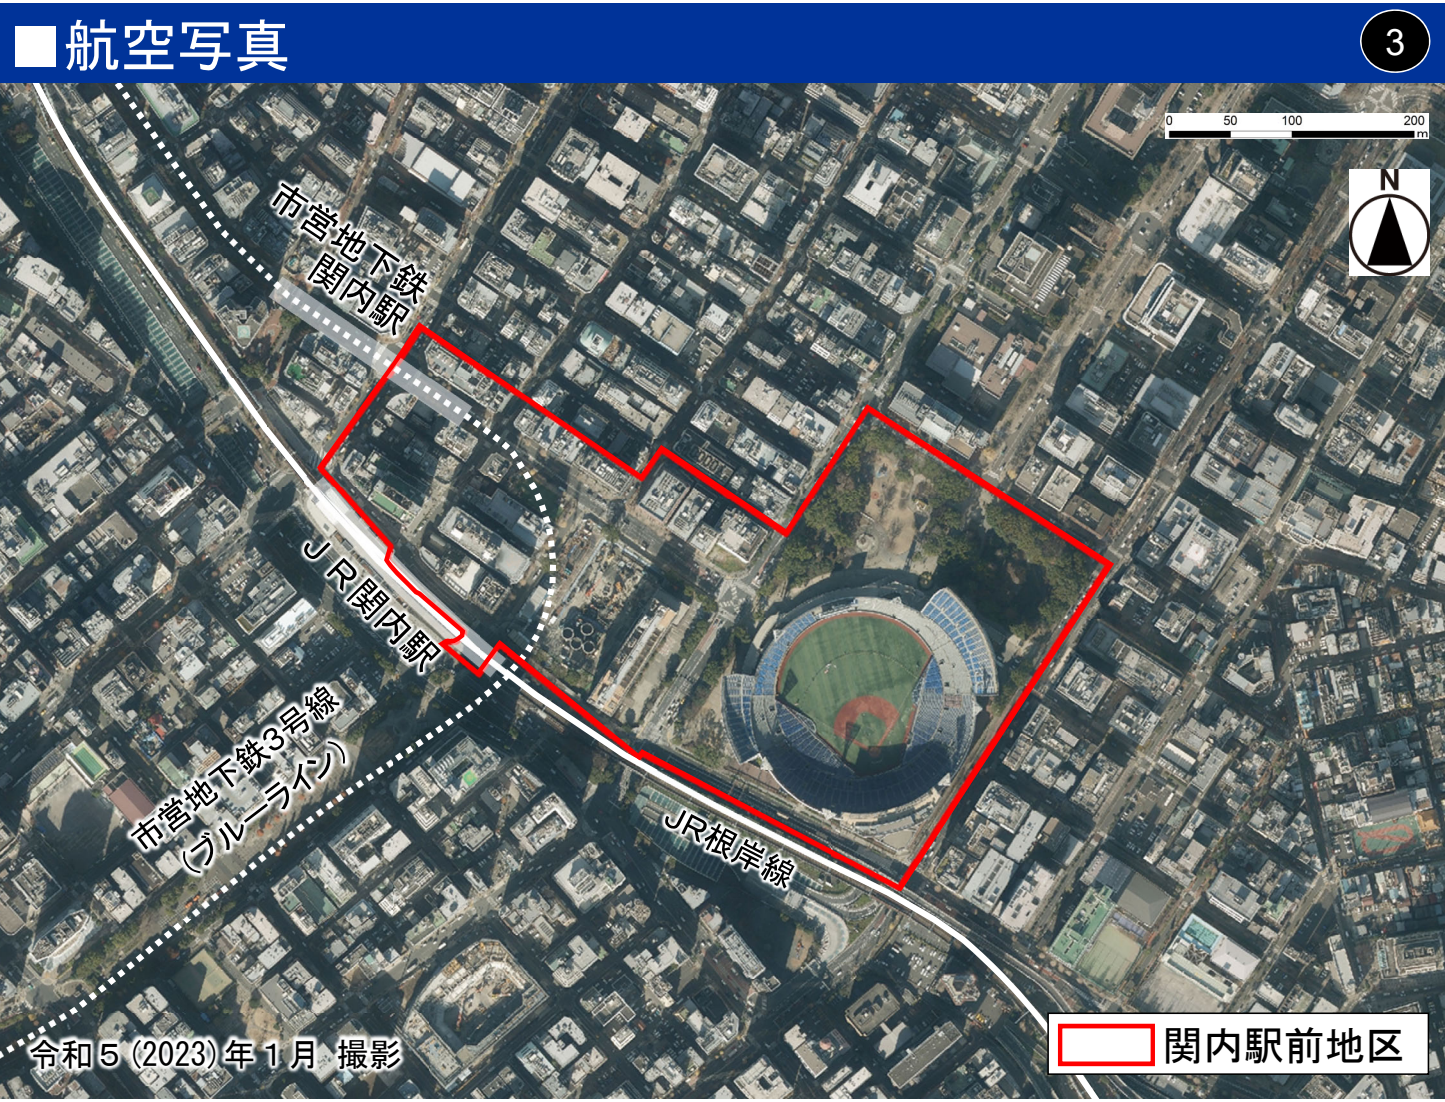 ■航空写真
3
0 50 100 200
m
N
市営地下鉄
関内駅
JR関内駅
市営地下鉄3号線
(ブルーライン)
JR根岸線
令和5(2023)年1月 撮影
関内駅前地区